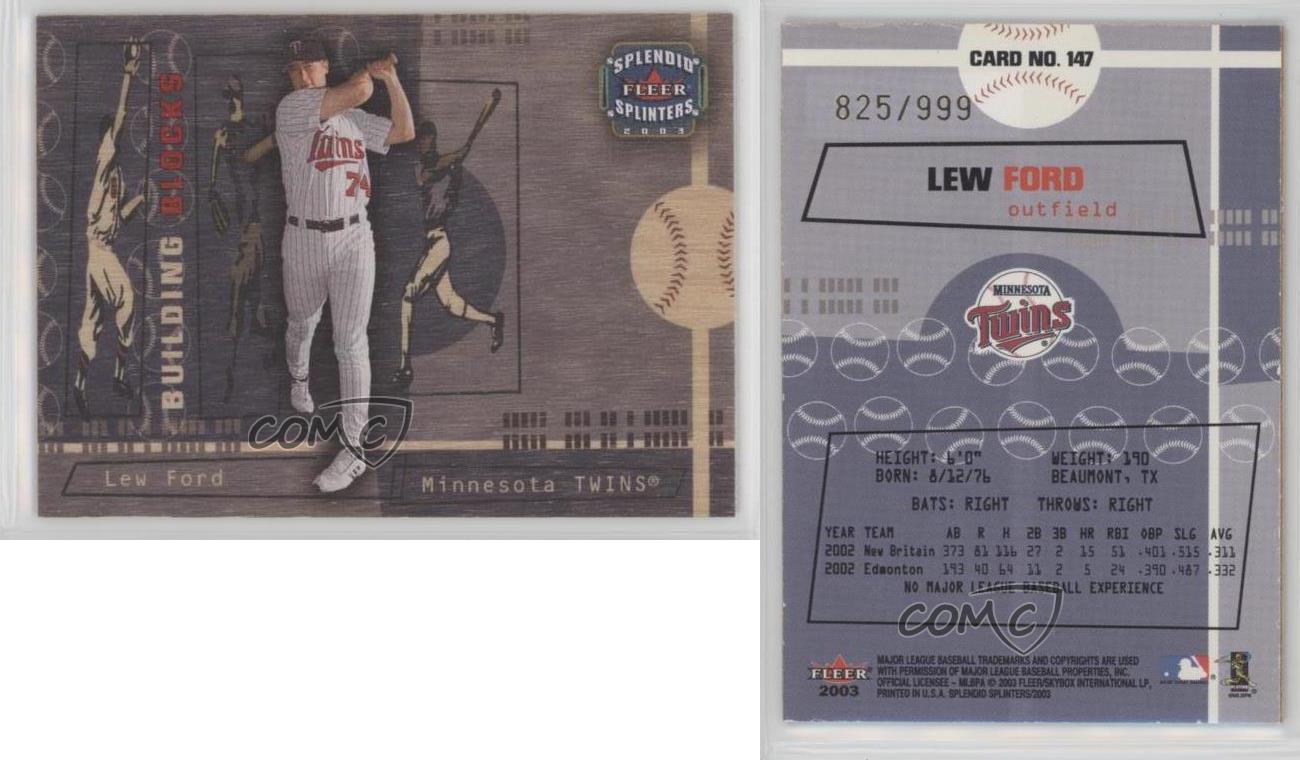 BUILDING BLOCKS
SPLENDID
FLEER
SPLINTERS
2003
Twins
74
COMC
Lew Ford
Minnesota TWINS®
CARD NO. 147
825/999
LEW FORD
outfield
MINNESOTA
Twins
HEIGHT: 6'0" WEIGHT: 190
BORN: 8/12/76 BEAUMONT, TX
BATS: RIGHT THROWS: RIGHT
YEAR TEAM AB R H 2B 3B HR RBI OBP SLG AVG
2002 New Britain 373 81 116 27 2 15 51 .401 .515 .311
2002 Edmonton 193 40 64 11 2 5 24 .390 .487 .332
NO MAJOR LEAGUE BASEBALL EXPERIENCE
COMC
FLEER
2003
MAJOR LEAGUE BASEBALL TRADEMARKS AND COPYRIGHTS ARE USED
WITH PERMISSION OF MAJOR LEAGUE BASEBALL PROPERTIES, INC.
OFFICIAL LICENSEE – MLBPA © 2003 FLEER/SKYBOX INTERNATIONAL LP,
PRINTED IN U.S.A. SPLENDID SPLINTERS/2003